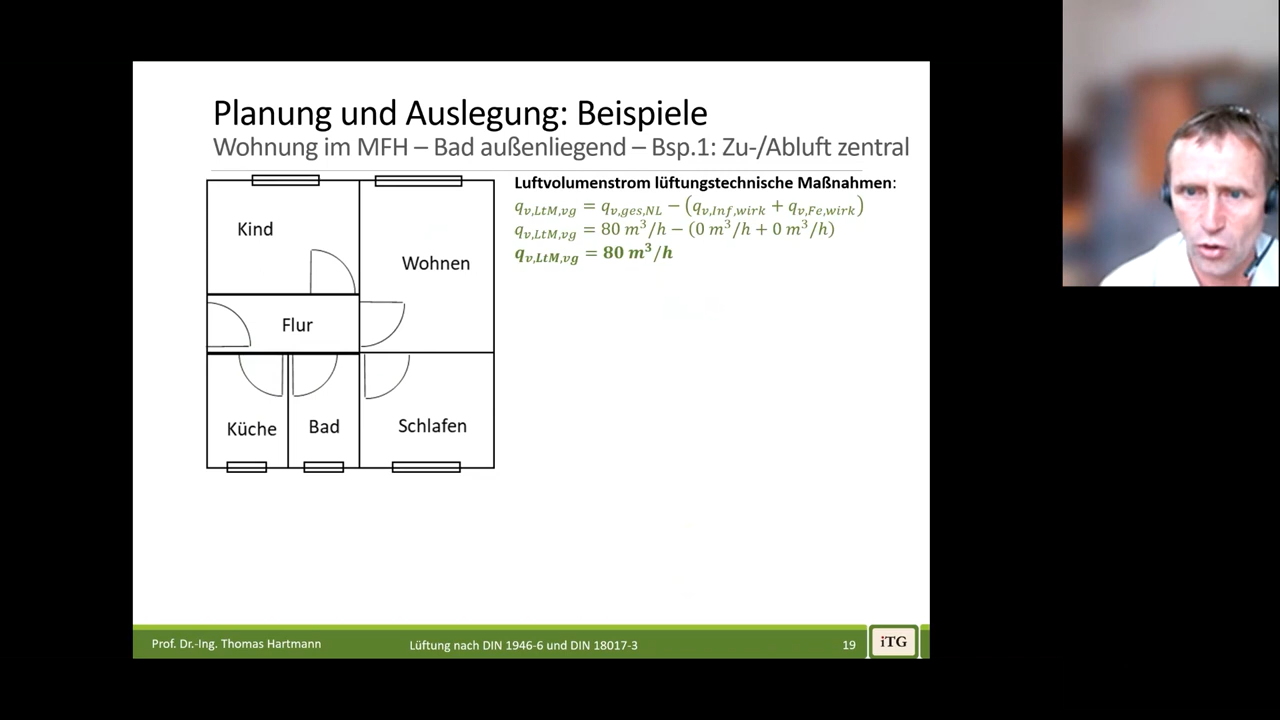 Planung und Auslegung: Beispiele
Wohnung im MFH – Bad außenliegend – Bsp.1: Zu-/Abluft zentral
Luftvolumenstrom lüftungstechnische Maßnahmen:
q_{v,LtM,vg} = q_{v,ges,NL} − (q_{v,Inf,wirk} + q_{v,Fe,wirk})
q_{v,LtM,vg} = 80 m³/h − (0 m³/h + 0 m³/h)
q_{v,LtM,vg} = 80 m³/h
Kind
Wohnen
Flur
Küche
Bad
Schlafen
Prof. Dr.-Ing. Thomas Hartmann
Lüftung nach DIN 1946-6 und DIN 18017-3
19
iTG